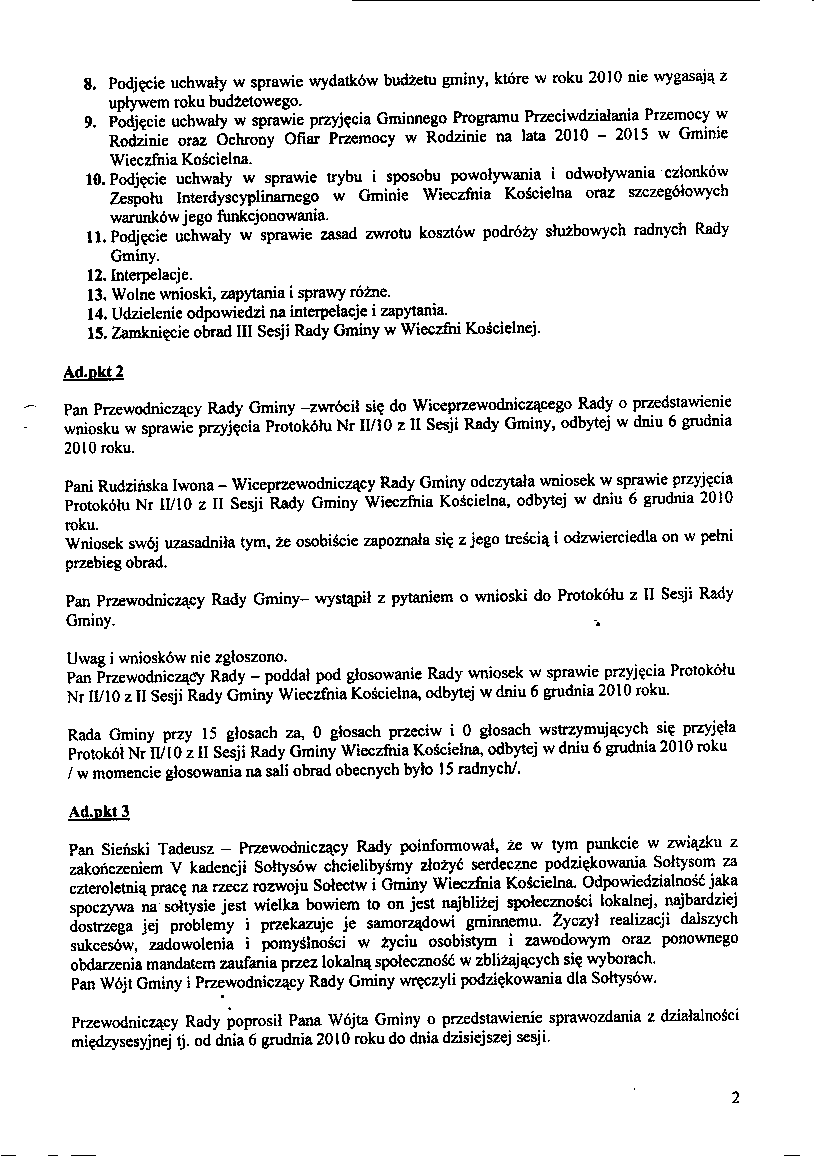 8. Podjęcie uchwały w sprawie wydatków budżetu gminy, które w roku 2010 nie wygasają z
upływem roku budżetowego.
9. Podjęcie uchwały w sprawie przyjęcia Gminnego Programu Przeciwdziałania Przemocy w
Rodzinie oraz Ochrony Ofiar Przemocy w Rodzinie na lata 2010 – 2015 w Gminie
Wieczfnia Kościelna.
10. Podjęcie uchwały w sprawie trybu i sposobu powoływania i odwoływania członków
Zespołu Interdyscyplinarnego w Gminie Wieczfnia Kościelna oraz szczegółowych
warunków jego funkcjonowania.
11. Podjęcie uchwały w sprawie zasad zwrotu kosztów podróży służbowych radnych Rady
Gminy.
12. Interpelacje.
13. Wolne wnioski, zapytania i sprawy różne.
14. Udzielenie odpowiedzi na interpelacje i zapytania.
15. Zamknięcie obrad III Sesji Rady Gminy w Wieczfni Kościelnej.
Ad.pkt 2
Pan Przewodniczący Rady Gminy –zwrócił się do Wiceprzewodniczącego Rady o przedstawienie
wniosku w sprawie przyjęcia Protokółu Nr II/10 z II Sesji Rady Gminy, odbytej w dniu 6 grudnia
2010 roku.
Pani Rudzińska Iwona – Wiceprzewodniczący Rady Gminy odczytała wniosek w sprawie przyjęcia
Protokółu Nr II/10 z II Sesji Rady Gminy Wieczfnia Kościelna, odbytej w dniu 6 grudnia 2010
roku.
Wniosek swój uzasadniła tym, że osobiście zapoznała się z jego treścią i odzwierciedla on w pełni
przebieg obrad.
Pan Przewodniczący Rady Gminy– wystąpił z pytaniem o wnioski do Protokółu z II Sesji Rady
Gminy.
Uwag i wniosków nie zgłoszono.
Pan Przewodniczący Rady – poddał pod głosowanie Rady wniosek w sprawie przyjęcia Protokółu
Nr II/10 z II Sesji Rady Gminy Wieczfnia Kościelna, odbytej w dniu 6 grudnia 2010 roku.
Rada Gminy przy 15 głosach za, 0 głosach przeciw i 0 głosach wstrzymujących się przyjęła
Protokół Nr II/10 z II Sesji Rady Gminy Wieczfnia Kościelna, odbytej w dniu 6 grudnia 2010 roku
/ w momencie głosowania na sali obrad obecnych było 15 radnych/.
Ad.pkt 3
Pan Sieński Tadeusz – Przewodniczący Rady poinformował, że w tym punkcie w związku z
zakończeniem V kadencji Sołtysów chcielibyśmy złożyć serdeczne podziękowania Sołtysom za
czteroletnią pracę na rzecz rozwoju Sołectw i Gminy Wieczfnia Kościelna. Odpowiedzialność jaka
spoczywa na sołtysie jest wielka bowiem to on jest najbliżej społeczności lokalnej, najbardziej
dostrzega jej problemy i przekazuje je samorządowi gminnemu. Życzył realizacji dalszych
sukcesów, zadowolenia i pomyślności w życiu osobistym i zawodowym oraz ponownego
obdarzenia mandatem zaufania przez lokalną społeczność w zbliżających się wyborach.
Pan Wójt Gminy i Przewodniczący Rady Gminy wręczyli podziękowania dla Sołtysów.
Przewodniczący Rady poprosił Pana Wójta Gminy o przedstawienie sprawozdania z działalności
międzysesyjnej tj. od dnia 6 grudnia 2010 roku do dnia dzisiejszej sesji.
2